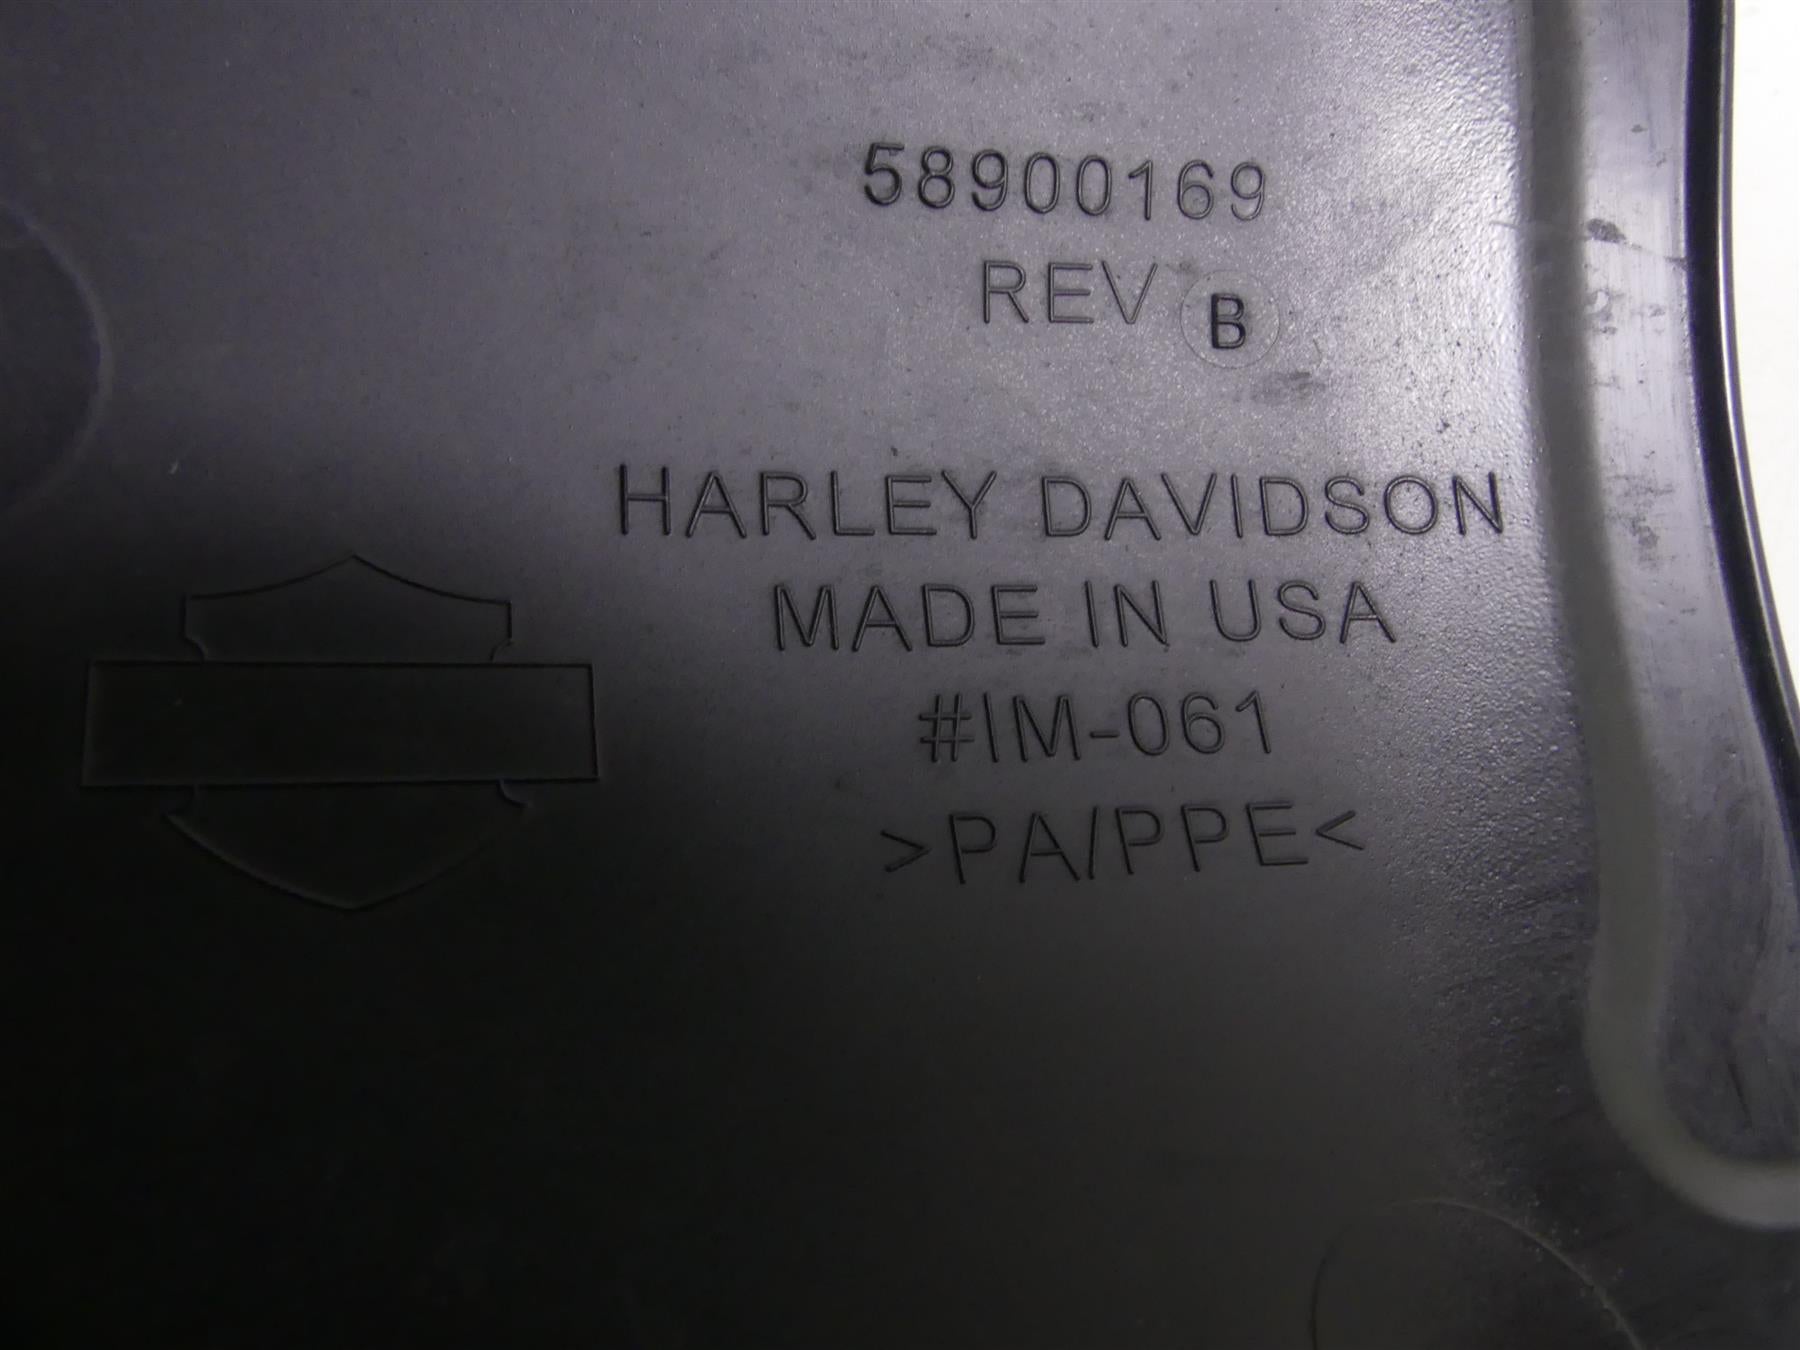 58900169
REV B
HARLEY DAVIDSON
MADE IN USA
#IM-061
>PA/PPE<